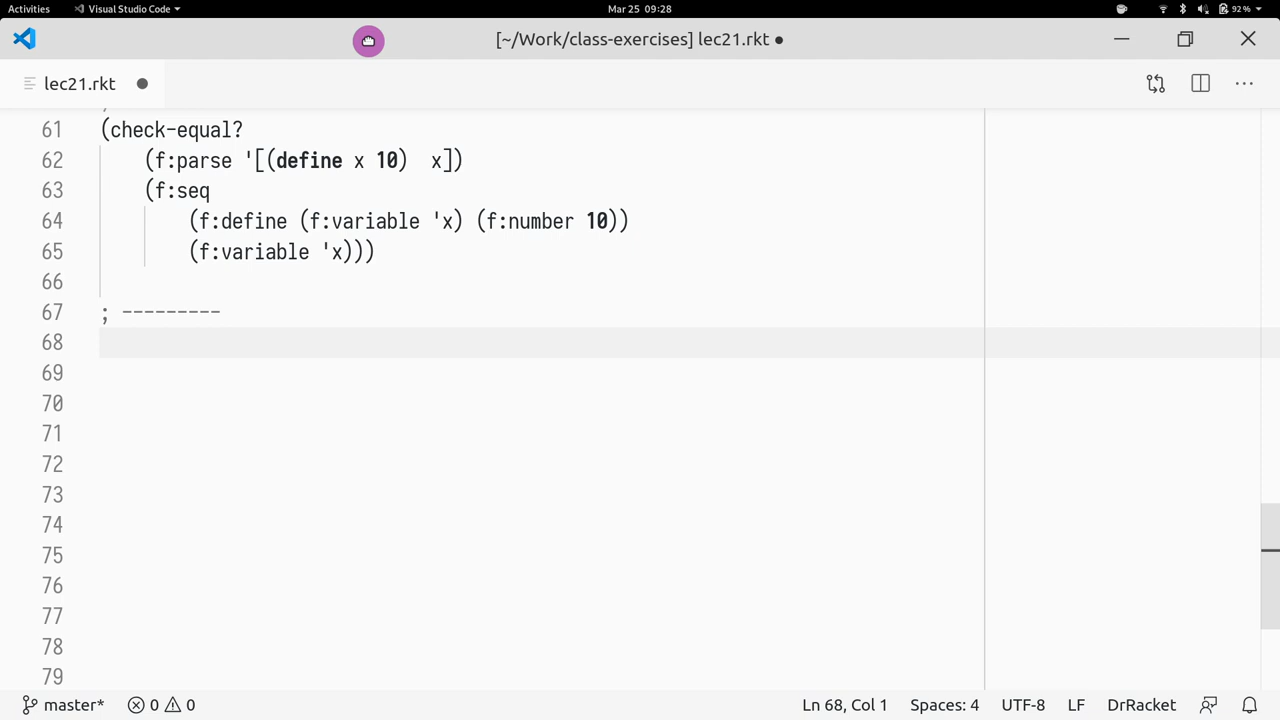 Activities
Visual Studio Code
Mar 25 09:28
92%
[~/Work/class-exercises] lec21.rkt ●
lec21.rkt ●
61 (check-equal?
62 (f:parse '[(define x 10)  x])
63 (f:seq
64 (f:define (f:variable 'x) (f:number 10))
65 (f:variable 'x)))
66
67 ; ---------
68
69
70
71
72
73
74
75
76
77
78
79
master*
0
0
Ln 68, Col 1
Spaces: 4
UTF-8
LF
DrRacket